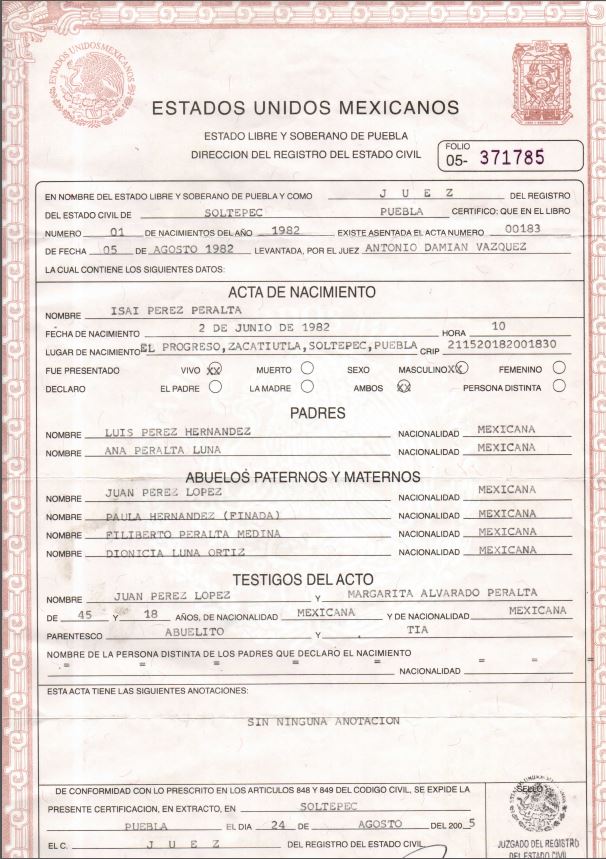 ESTADOS UNIDOS MEXICANOS
ESTADOS UNIDOS MEXICANOS
ESTADO LIBRE Y SOBERANO DE PUEBLA
DIRECCION DEL REGISTRO DEL ESTADO CIVIL
FOLIO
05- 371785
EN NOMBRE DEL ESTADO LIBRE Y SOBERANO DE PUEBLA Y COMO J U E Z DEL REGISTRO
DEL ESTADO CIVIL DE SOLTEPEC PUEBLA CERTIFICO: QUE EN EL LIBRO
NUMERO 01 DE NACIMIENTOS DEL AÑO 1982 EXISTE ASENTADA EL ACTA NUMERO 00183
DE FECHA 05 DE AGOSTO 1982 LEVANTADA, POR EL JUEZ ANTONIO DAMIAN VAZQUEZ
LA CUAL CONTIENE LOS SIGUIENTES DATOS:
ACTA DE NACIMIENTO
NOMBRE ISAI PEREZ PERALTA
FECHA DE NACIMIENTO 2 DE JUNIO DE 1982 HORA 10
LUGAR DE NACIMIENTO EL PROGRESO,ZACATIUTLA,SOLTEPEC,PUEBLA CRIP 211520182001830
FUE PRESENTADO VIVO XX MUERTO SEXO MASCULINO XX FEMENINO
DECLARO EL PADRE LA MADRE AMBOS XX PERSONA DISTINTA
PADRES
NOMBRE LUIS PEREZ HERNANDEZ NACIONALIDAD MEXICANA
NOMBRE ANA PERALTA LUNA NACIONALIDAD MEXICANA
ABUELOS PATERNOS Y MATERNOS
NOMBRE JUAN PEREZ LOPEZ NACIONALIDAD MEXICANA
NOMBRE PAULA HERNANDEZ (FINADA) NACIONALIDAD MEXICANA
NOMBRE FILIBERTO PERALTA MEDINA NACIONALIDAD MEXICANA
NOMBRE DIONICIA LUNA ORTIZ NACIONALIDAD MEXICANA
TESTIGOS DEL ACTO
NOMBRE JUAN PEREZ LOPEZ Y MARGARITA ALVARADO PERALTA
DE 45 Y 18 AÑOS, DE NACIONALIDAD MEXICANA Y DE NACIONALIDAD MEXICANA
PARENTESCO ABUELITO Y TIA
NOMBRE DE LA PERSONA DISTINTA DE LOS PADRES QUE DECLARO EL NACIMIENTO
= = = = = = = = NACIONALIDAD
ESTA ACTA TIENE LAS SIGUIENTES ANOTACIONES:
SIN NINGUNA ANOTACION
DE CONFORMIDAD CON LO PRESCRITO EN LOS ARTICULOS 848 Y 849 DEL CODIGO CIVIL, SE EXPIDE LA
PRESENTE CERTIFICACION, EN EXTRACTO, EN SOLTEPEC
PUEBLA EL DIA 24 DE AGOSTO DEL 2005
EL C. J U E Z DEL REGISTRO DEL ESTADO CIVIL
SELLO
JUZGADO DEL REGISTRO
DEL ESTADO CIVIL